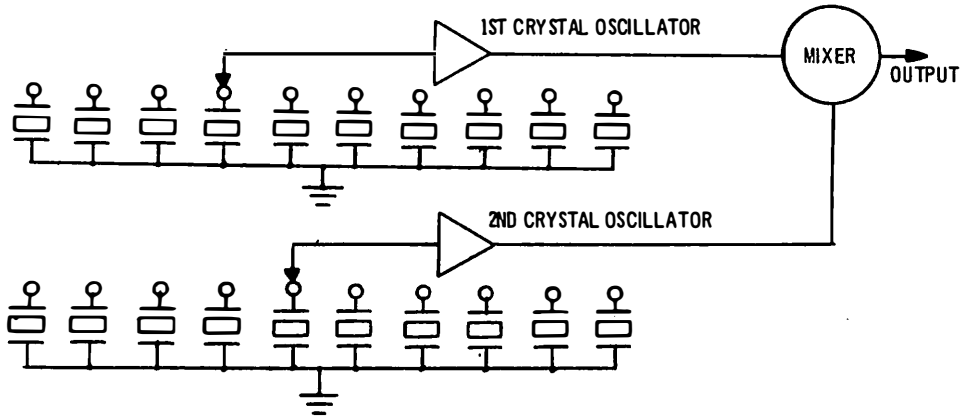 1ST CRYSTAL OSCILLATOR
MIXER
OUTPUT
2ND CRYSTAL OSCILLATOR